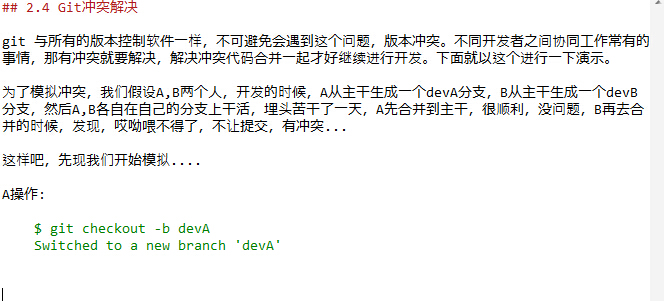 ## 2.4 Git冲突解决
git 与所有的版本控制软件一样，不可避免会遇到这个问题，版本冲突。不同开发者之间协同工作常有的
事情，那有冲突就要解决，解决冲突代码合并一起才好继续进行开发。下面就以这个进行一下演示。
为了模拟冲突，我们假设A,B两个人，开发的时候，A从主干生成一个devA分支，B从主干生成一个devB
分支，然后A,B各自在自己的分支上干活，埋头苦干了一天，A先合并到主干，很顺利，没问题，B再去合
并的时候，发现，哎呦喂不得了，不让提交，有冲突...
这样吧，先现我们开始模拟....
A操作:
$ git checkout -b devA
Switched to a new branch 'devA'